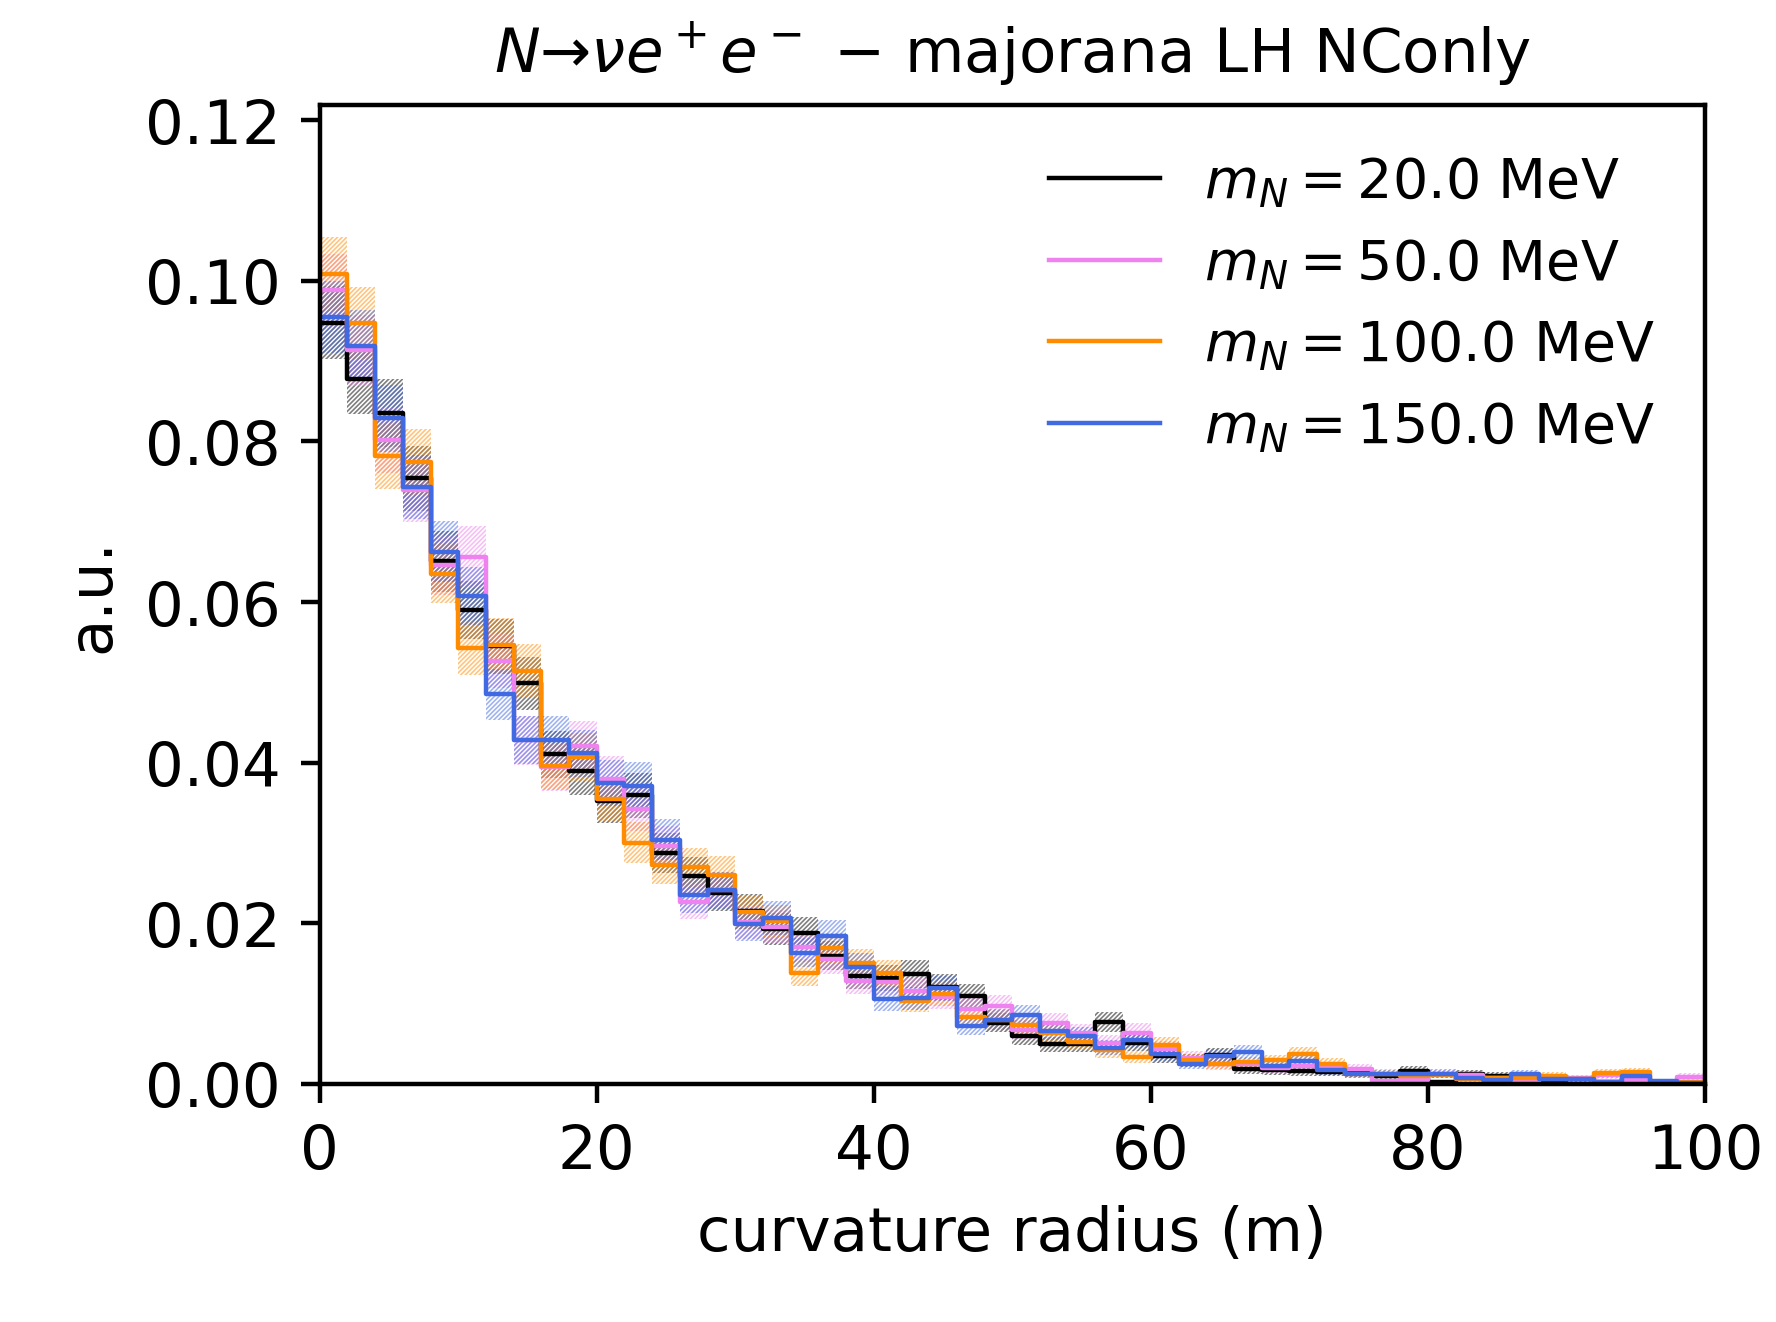 N→νe⁺e⁻ − majorana LH NConly
0.12
0.10
0.08
0.06
0.04
0.02
0.00
a.u.
m_N = 20.0 MeV
m_N = 50.0 MeV
m_N = 100.0 MeV
m_N = 150.0 MeV
0 20 40 60 80 100
curvature radius (m)